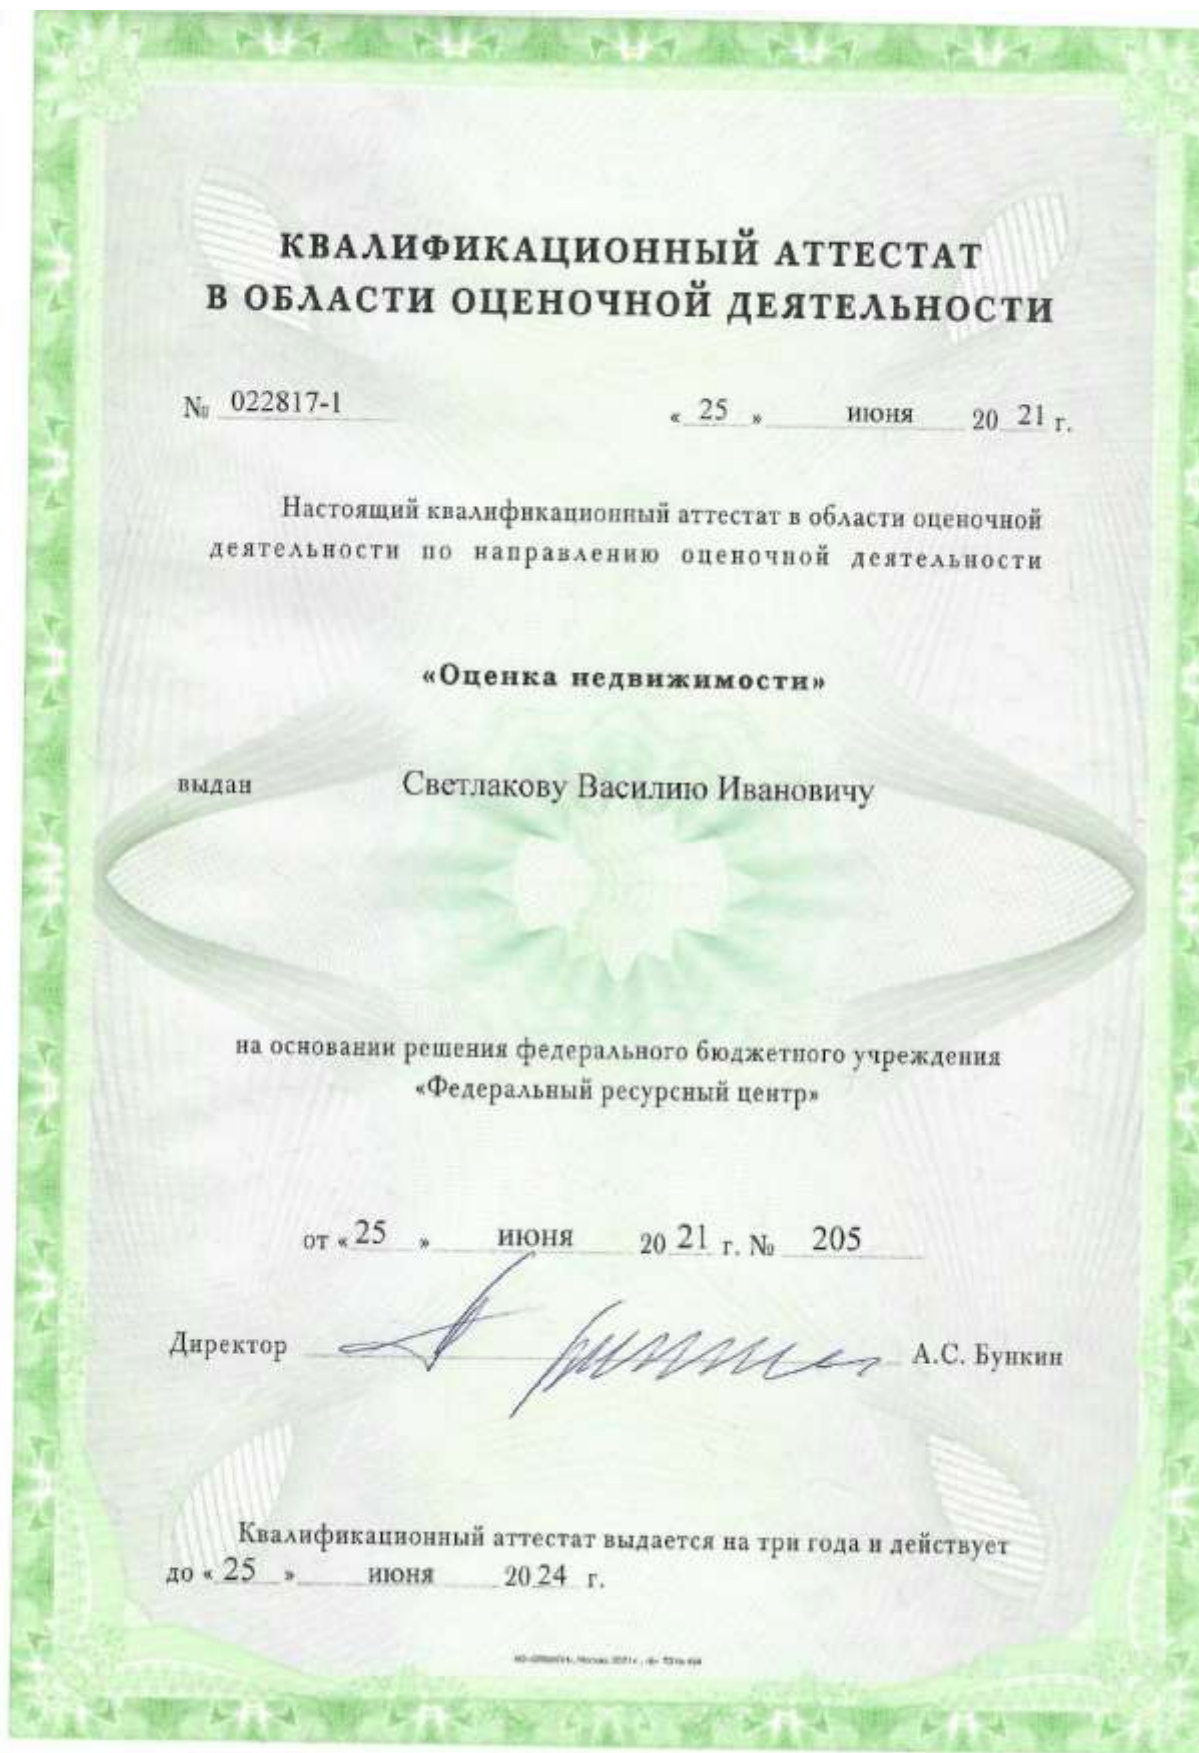 КВАЛИФИКАЦИОННЫЙ АТТЕСТАТ
В ОБЛАСТИ ОЦЕНОЧНОЙ ДЕЯТЕЛЬНОСТИ
№ 022817-1 « 25 » июня 20 21 г.
Настоящий квалификационный аттестат в области оценочной
деятельности по направлению оценочной деятельности
«Оценка недвижимости»
выдан Светлакову Василию Ивановичу
на основании решения федерального бюджетного учреждения
«Федеральный ресурсный центр»
от « 25 » июня 20 21 г. № 205
Директор А.С. Бункин
Квалификационный аттестат выдается на три года и действует
до « 25 » июня 20 24 г.